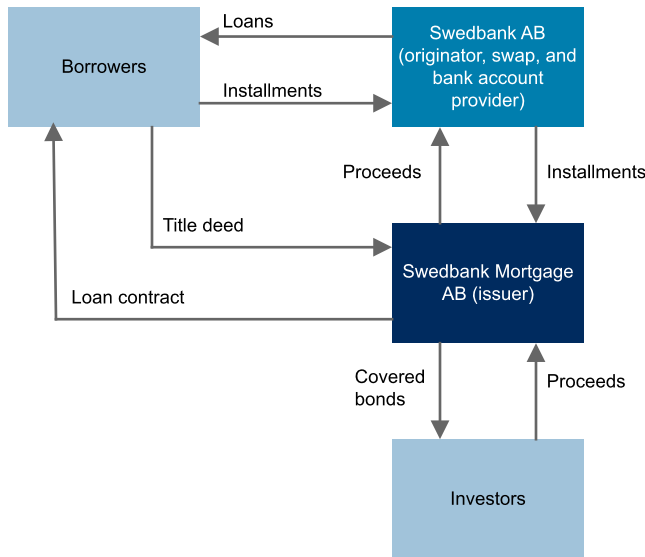 Loans
Swedbank AB
(originator, swap, and
bank account
provider)
Borrowers
Installments
Proceeds
Installments
Title deed
Swedbank Mortgage
AB (issuer)
Loan contract
Covered
bonds
Proceeds
Investors